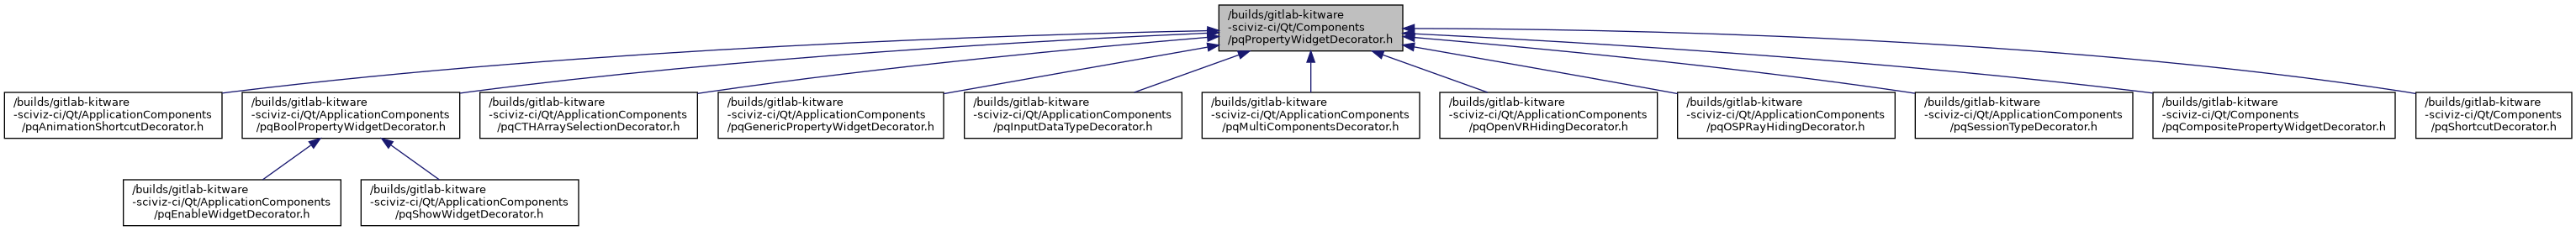 /builds/gitlab-kitware
-sciviz-ci/Qt/Components
/pqPropertyWidgetDecorator.h
/builds/gitlab-kitware
-sciviz-ci/Qt/ApplicationComponents
/pqAnimationShortcutDecorator.h
/builds/gitlab-kitware
-sciviz-ci/Qt/ApplicationComponents
/pqBoolPropertyWidgetDecorator.h
/builds/gitlab-kitware
-sciviz-ci/Qt/ApplicationComponents
/pqCTHArraySelectionDecorator.h
/builds/gitlab-kitware
-sciviz-ci/Qt/ApplicationComponents
/pqGenericPropertyWidgetDecorator.h
/builds/gitlab-kitware
-sciviz-ci/Qt/ApplicationComponents
/pqInputDataTypeDecorator.h
/builds/gitlab-kitware
-sciviz-ci/Qt/ApplicationComponents
/pqMultiComponentsDecorator.h
/builds/gitlab-kitware
-sciviz-ci/Qt/ApplicationComponents
/pqOpenVRHidingDecorator.h
/builds/gitlab-kitware
-sciviz-ci/Qt/ApplicationComponents
/pqOSPRayHidingDecorator.h
/builds/gitlab-kitware
-sciviz-ci/Qt/ApplicationComponents
/pqSessionTypeDecorator.h
/builds/gitlab-kitware
-sciviz-ci/Qt/Components
/pqCompositePropertyWidgetDecorator.h
/builds/gitlab-kitware
-sciviz-ci/Qt/Components
/pqShortcutDecorator.h
/builds/gitlab-kitware
-sciviz-ci/Qt/ApplicationComponents
/pqEnableWidgetDecorator.h
/builds/gitlab-kitware
-sciviz-ci/Qt/ApplicationComponents
/pqShowWidgetDecorator.h